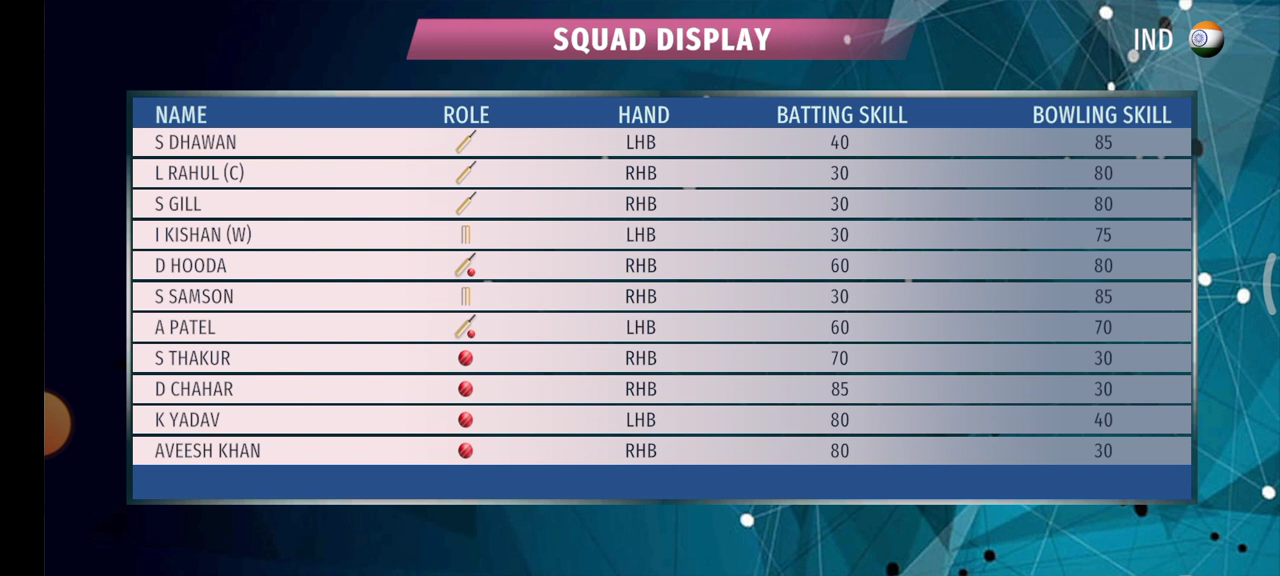 SQUAD DISPLAY
IND
NAME ROLE HAND BATTING SKILL BOWLING SKILL
S DHAWAN LHB 40 85
L RAHUL (C) RHB 30 80
S GILL RHB 30 80
I KISHAN (W) LHB 30 75
D HOODA RHB 60 80
S SAMSON RHB 30 85
A PATEL LHB 60 70
S THAKUR RHB 70 30
D CHAHAR RHB 85 30
K YADAV LHB 80 40
AVEESH KHAN RHB 80 30